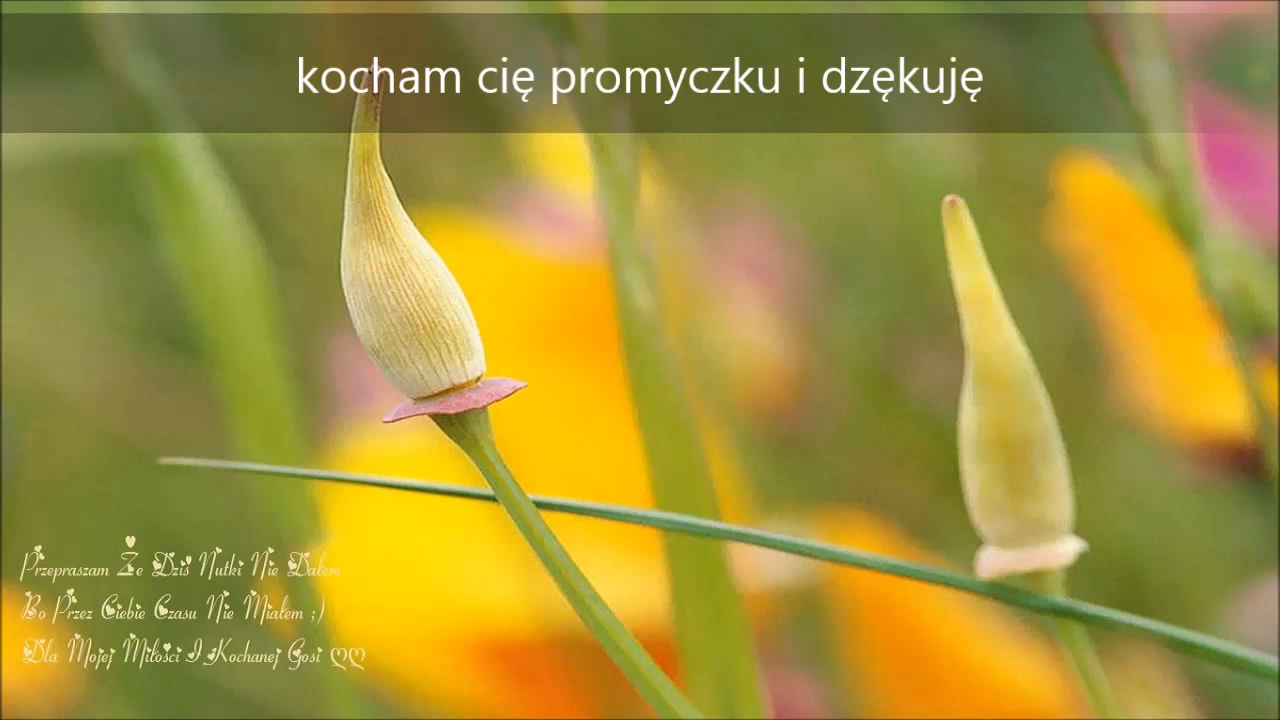 kocham cię promyczku i dzękuję
Przepraszam Że Dziś Nutki Nie Dałem
Bo Przez Ciebie Czasu Nie Miałem ;)
Dla Mojej Miłości I Kochanej Gosi ღღ